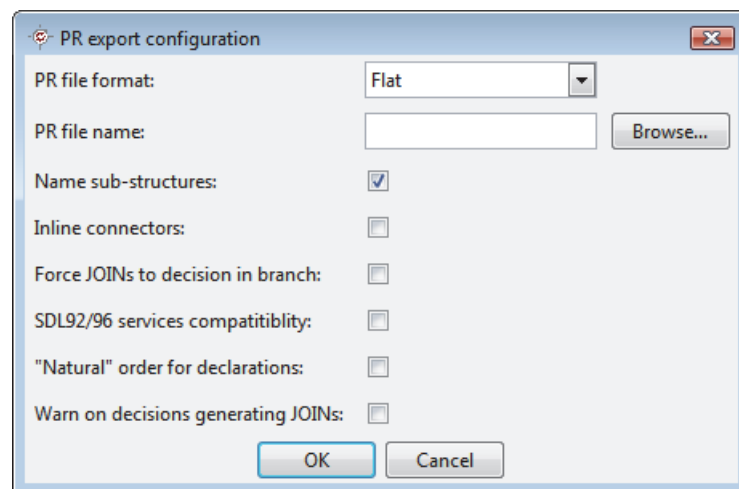 PR export configuration
PR file format: Flat
PR file name: Browse...
Name sub-structures:
Inline connectors:
Force JOINs to decision in branch:
SDL92/96 services compatitiblity:
"Natural" order for declarations:
Warn on decisions generating JOINs:
OK Cancel